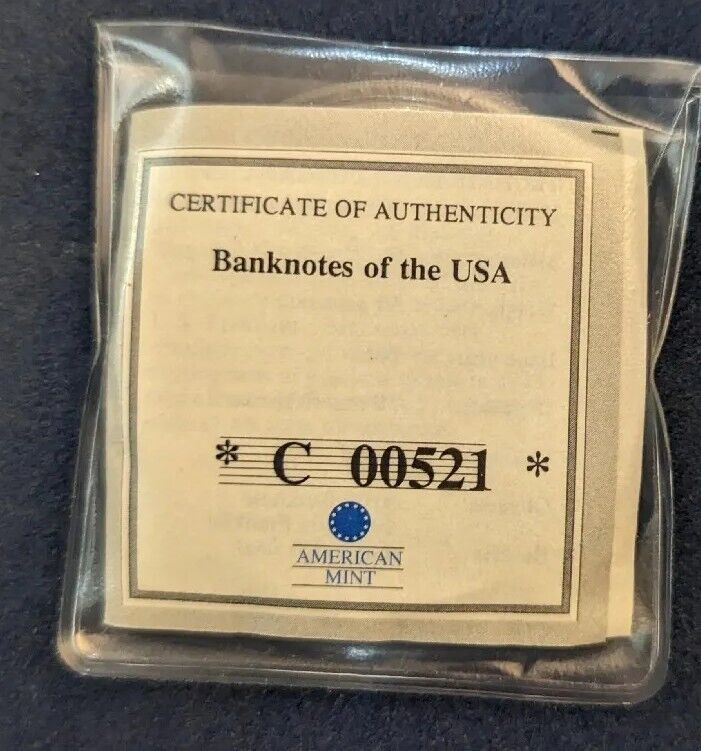 CERTIFICATE OF AUTHENTICITY
Banknotes of the USA
* C 00521 *
AMERICAN
MINT